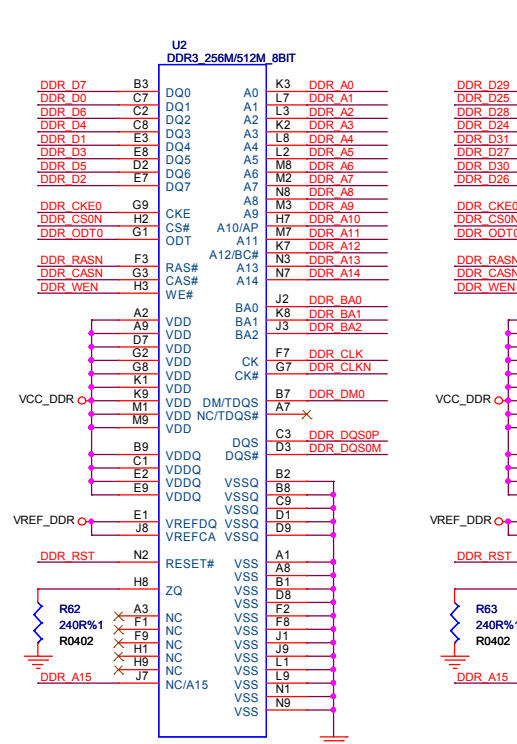 U2
DDR3_256M/512M_8BIT
DDR_D7 B3 DQ0 A0 K3 DDR_A0 DDR_D29
DDR_D0 C7 DQ1 A1 L7 DDR_A1 DDR_D25
DDR_D6 C2 DQ2 A2 L3 DDR_A2 DDR_D28
DDR_D4 C8 DQ3 A3 K2 DDR_A3 DDR_D24
DDR_D1 E3 DQ4 A4 L8 DDR_A4 DDR_D31
DDR_D3 E8 DQ5 A5 L2 DDR_A5 DDR_D27
DDR_D5 D2 DQ6 A6 M8 DDR_A6 DDR_D30
DDR_D2 E7 DQ7 A7 M2 DDR_A7 DDR_D26
A8 N8 DDR_A8
DDR_CKE0 G9 CKE A9 M3 DDR_A9 DDR_CKE0
DDR_CS0N H2 CS# A10/AP H7 DDR_A10 DDR_CS0N
DDR_ODT0 G1 ODT A11 M7 DDR_A11 DDR_ODT0
A12/BC# K7 DDR_A12
DDR_RASN F3 RAS# A13 N3 DDR_A13 DDR_RASN
DDR_CASN G3 CAS# A14 N7 DDR_A14 DDR_CASN
DDR_WEN H3 WE# DDR_WEN
BA0 J2 DDR_BA0
A2 VDD BA1 K8 DDR_BA1
A9 VDD BA2 J3 DDR_BA2
D7 VDD
G2 VDD CK F7 DDR_CLK
G8 VDD CK# G7 DDR_CLKN
K1 VDD
VCC_DDR K9 VDD DM/TDQS B7 DDR_DM0 VCC_DDR
M1 VDD NC/TDQS# A7
M9 VDD
DQS C3 DDR_DQS0P
B9 VDDQ DQS# D3 DDR_DQS0M
C1 VDDQ
E2 VDDQ VSSQ B2
E9 VDDQ VSSQ B8
VSSQ C9
VREF_DDR E1 VREFDQ VSSQ D1 VREF_DDR
J8 VREFCA VSSQ D9
DDR_RST N2 RESET# VSS A1 DDR_RST
VSS A8
H8 ZQ VSS B1
VSS D8
R62 A3 NC VSS F2 R63
240R%1 F1 NC VSS F8 240R%1
R0402 F9 NC VSS J1 R0402
H1 NC VSS J9
H9 NC VSS L1
DDR_A15 J7 NC/A15 VSS L9 DDR_A15
VSS N1
VSS N9